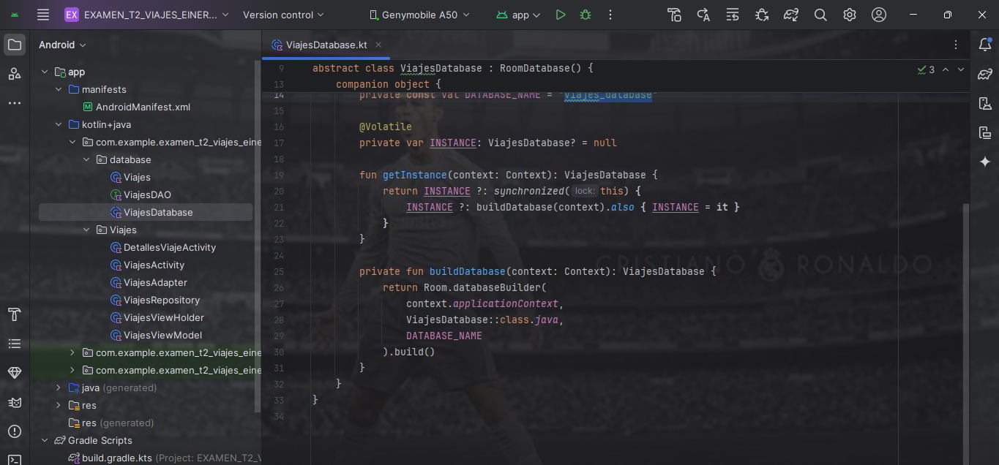 EX EXAMEN_T2_VIAJES_EINER... Version control Genymobile A50 app
Android
ViajesDatabase.kt
app
manifests
AndroidManifest.xml
kotlin+java
com.example.examen_t2_viajes_eine
database
Viajes
ViajesDAO
ViajesDatabase
Viajes
DetallesViajeActivity
ViajesActivity
ViajesAdapter
ViajesRepository
ViajesViewHolder
ViajesViewModel
com.example.examen_t2_viajes_eine
com.example.examen_t2_viajes_eine
java (generated)
res
res (generated)
Gradle Scripts
build.gradle.kts (Project: EXAMEN_T2_V
3
9 abstract class ViajesDatabase : RoomDatabase() {
13 companion object {
14 private const val DATABASE_NAME = "viajes_database"
15
16 @Volatile
17 private var INSTANCE: ViajesDatabase? = null
18
19 fun getInstance(context: Context): ViajesDatabase {
20 return INSTANCE ?: synchronized( lock: this) {
21 INSTANCE ?: buildDatabase(context).also { INSTANCE = it }
22 }
23 }
24
25 private fun buildDatabase(context: Context): ViajesDatabase {
26 return Room.databaseBuilder(
27 context.applicationContext,
28 ViajesDatabase::class.java,
29 DATABASE_NAME
30 ).build()
31 }
32 }
33 }
34
CRISTIANO RONALDO